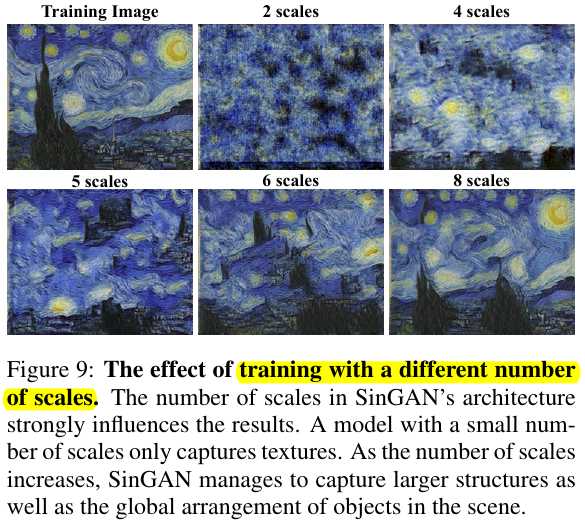 Training Image 2 scales 4 scales
5 scales 6 scales 8 scales
Figure 9: The effect of training with a different number
of scales. The number of scales in SinGAN's architecture
strongly influences the results. A model with a small num-
ber of scales only captures textures. As the number of scales
increases, SinGAN manages to capture larger structures as
well as the global arrangement of objects in the scene.